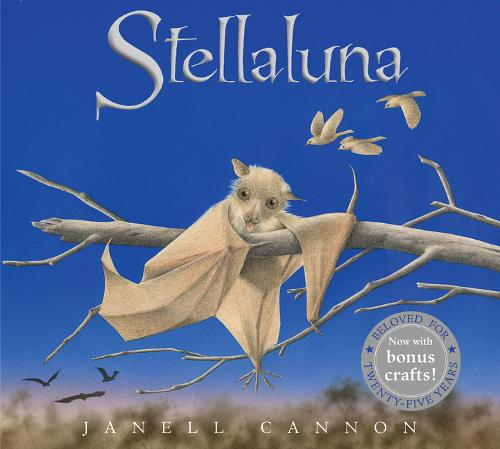 Stellaluna
BELOVED FOR
Now with
bonus
crafts!
TWENTY-FIVE YEARS
JANELL CANNON